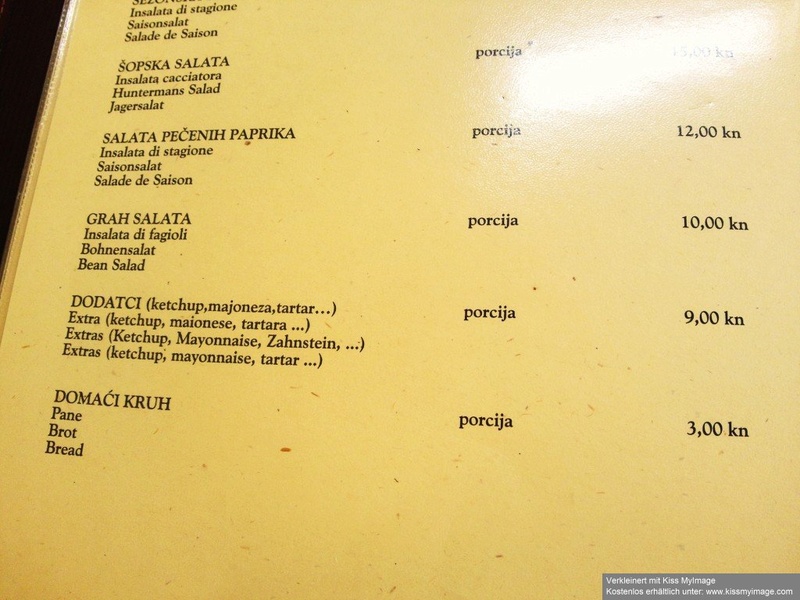 Insalata di stagione
Saisonsalat
Salade de Saison
ŠOPSKA SALATA porcija 15,00 kn
Insalata cacciatora
Huntermans Salad
Jagersalat
SALATA PEČENIH PAPRIKA porcija 12,00 kn
Insalata di stagione
Saisonsalat
Salade de Saison
GRAH SALATA porcija 10,00 kn
Insalata di fagioli
Bohnensalat
Bean Salad
DODATCI (ketchup,majoneza,tartar...) porcija 9,00 kn
Extra (ketchup, maionese, tartara ...)
Extras (Ketchup, Mayonnaise, Zahnstein, ...)
Extras (ketchup, mayonnaise, tartar ...)
DOMAĆI KRUH porcija 3,00 kn
Pane
Brot
Bread
Verkleinert mit Kiss MyImage
Kostenlos erhältlich unter: www.kissmyimage.com